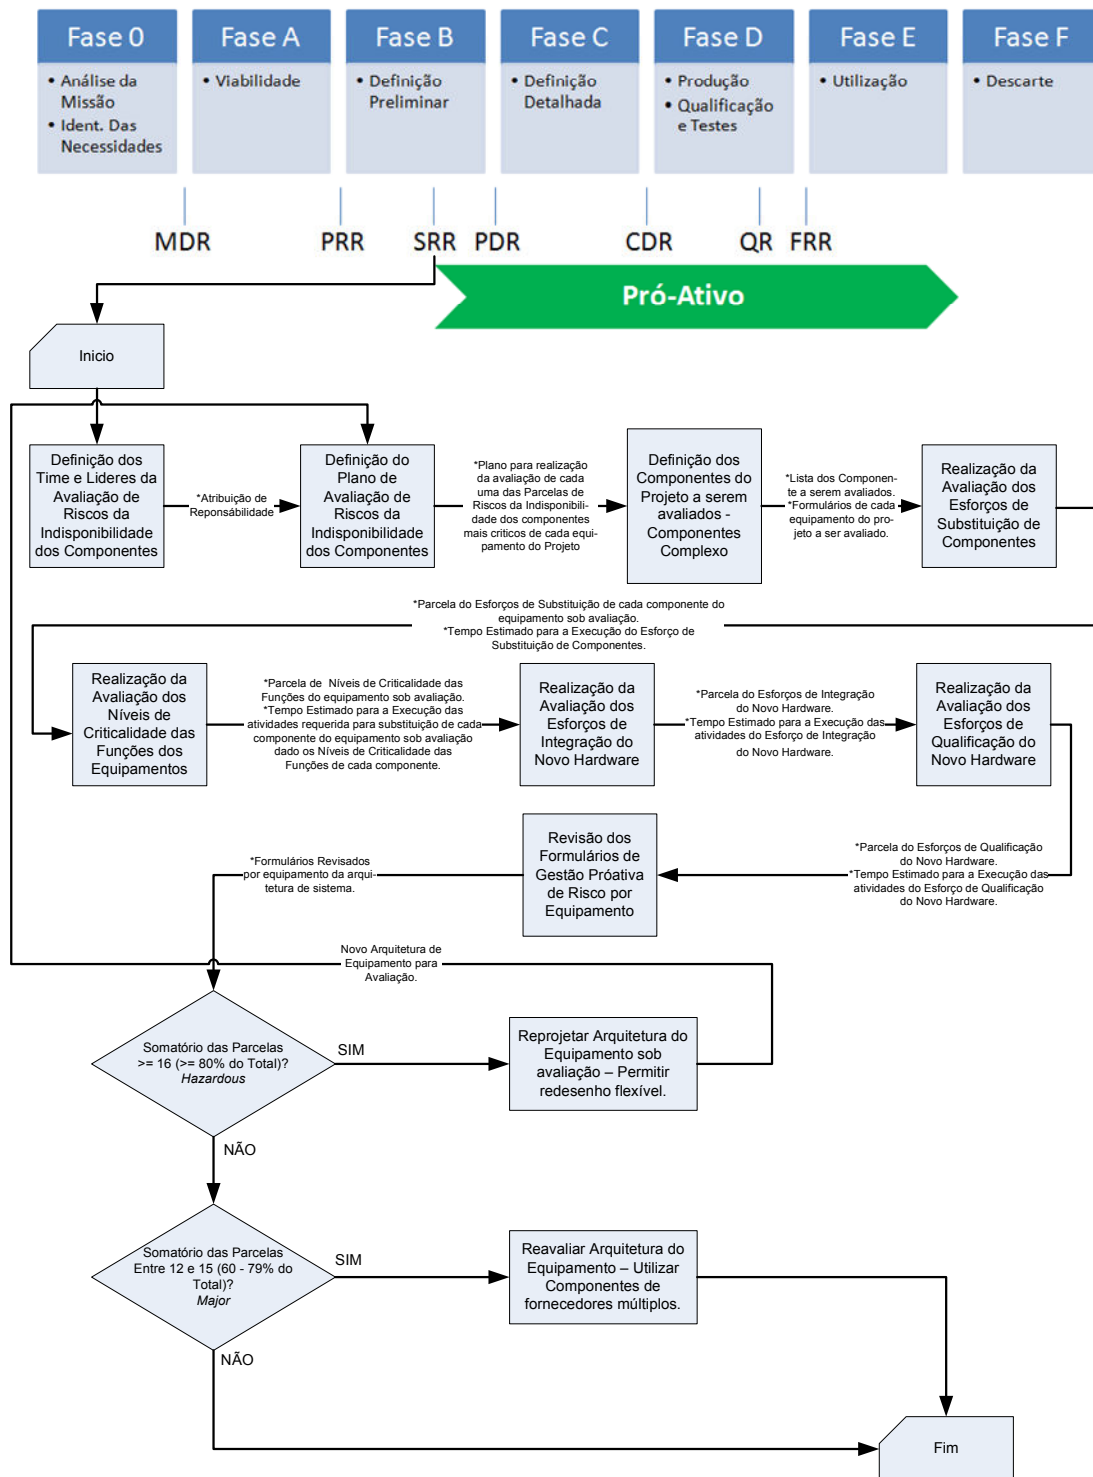 Fase 0
Fase A
Fase B
Fase C
Fase D
Fase E
Fase F
• Análise da
Missão
• Ident. Das
Necessidades
• Viabilidade
• Definição
Preliminar
• Definição
Detalhada
• Produção
• Qualificação
e Testes
• Utilização
• Descarte
MDR
PRR
SRR
PDR
CDR
QR
FRR
Pró-Ativo
Inicio
Definição dos
Time e Lideres da
Avaliação de
Riscos da
Indisponibilidade
dos Componentes
*Atribuição de
Reponsábilidade
Definição do
Plano de
Avaliação de
Riscos da
Indisponibilidade
dos Componentes
*Plano para realização
da avaliação de cada
uma das Parcelas de
Riscos da Indisponibili-
dade dos componentes
mais criticos de cada equi-
pamento do Projeto
Definição dos
Componentes do
Projeto a serem
avaliados -
Componentes
Complexo
*Lista dos Compone-
nte a serem avaliados.
*Formulários de cada
equipamento do pro-
jeto a ser avaliado.
Realização da
Avaliação dos
Esforços de
Substituição de
Componentes
*Parcela do Esforços de Substituição de cada componente do
equipamento sob avaliação.
*Tempo Estimado para a Execução do Esforço de
Substituição de Componentes.
Realização da
Avaliação dos
Níveis de
Criticalidade das
Funções dos
Equipamentos
*Parcela de  Níveis de Criticalidade das
Funções do equipamento sob avaliação.
*Tempo Estimado para a Execução das
atividades requerida para substituição de cada
componente do equipamento sob avaliação
dado os Níveis de Criticalidade das
Funções de cada componente.
Realização da
Avaliação dos
Esforços de
Integração do
Novo Hardware
*Parcela do Esforços de Integração
do Novo Hardware.
*Tempo Estimado para a Execução das
atividades do Esforço de Integração
do Novo Hardware.
Realização da
Avaliação dos
Esforços de
Qualificação do
Novo Hardware
*Parcela do Esforços de Qualificação
do Novo Hardware.
*Tempo Estimado para a Execução das
atividades do Esforço de Qualificação
do Novo Hardware.
Revisão dos
Formulários de
Gestão Próativa
de Risco por
Equipamento
*Formulários Revisados
por equipamento da arqui-
tetura de sistema.
Novo Arquitetura de
Equipamento para
Avaliação.
Somatório das Parcelas
>= 16 (>= 80% do Total)?
Hazardous
SIM
Reprojetar Arquitetura do
Equipamento sob
avaliação – Permitir
redesenho flexível.
NÃO
Somatório das Parcelas
Entre 12 e 15 (60 - 79% do
Total)?
Major
SIM
Reavaliar Arquitetura do
Equipamento – Utilizar
Componentes de
fornecedores múltiplos.
NÃO
Fim